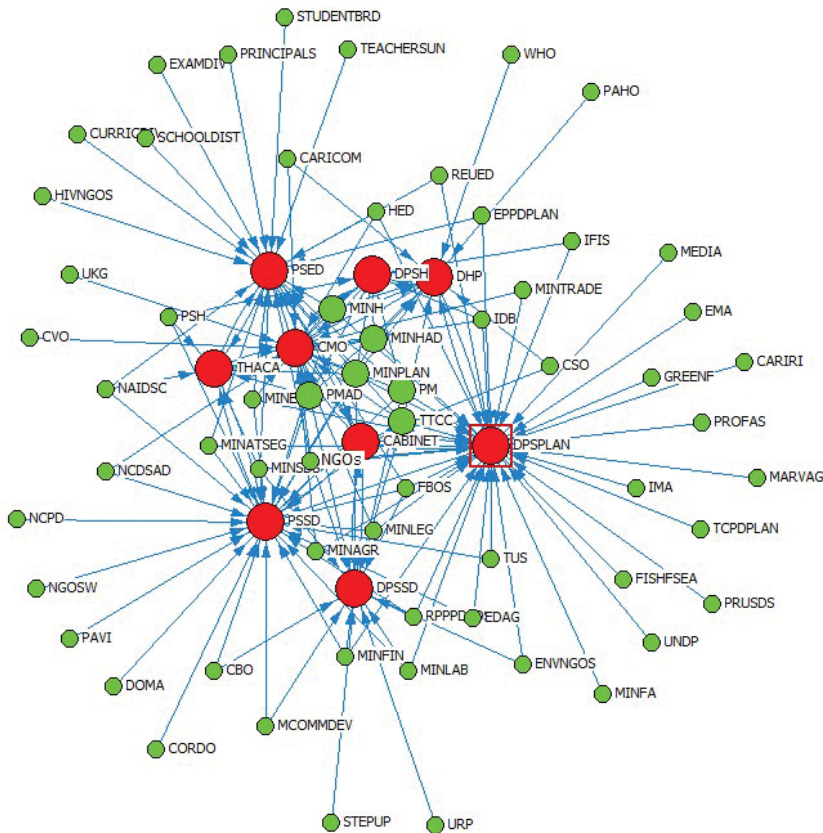 STUDENTBRD
PRINCIPALS
TEACHERSUN
WHO
EXAMDIV
PAHO
SCHOOLDIST
CARICOM
REUED
HIVNGOS
HED
EPPDPLAN
IFIS
MEDIA
PSED
DPSH
DHP
UKG
MINTRADE
MINH
EMA
PSH
IDB
CVO
MINHAD
CMO
CARIRI
CSO
THACA
MINPLAN
GREENF
NAIDSC
PM
PMAD
TTCC
PROFAS
CABINET
MINATSEG
DPSPLAN
NGOs
NCDSAD
MARVAG
FBOS
IMA
NCPD
PSSD
MINLEG
TCPDPLAN
MINAGR
TUS
FISHFSEA
NGOSW
DPSSD
PRUSDS
EDAG
PAVI
UNDP
MINFIN
CBO
MINLAB
ENVNGOS
DOMA
MINFA
MCOMMDEV
CORDO
STEPUP
URP